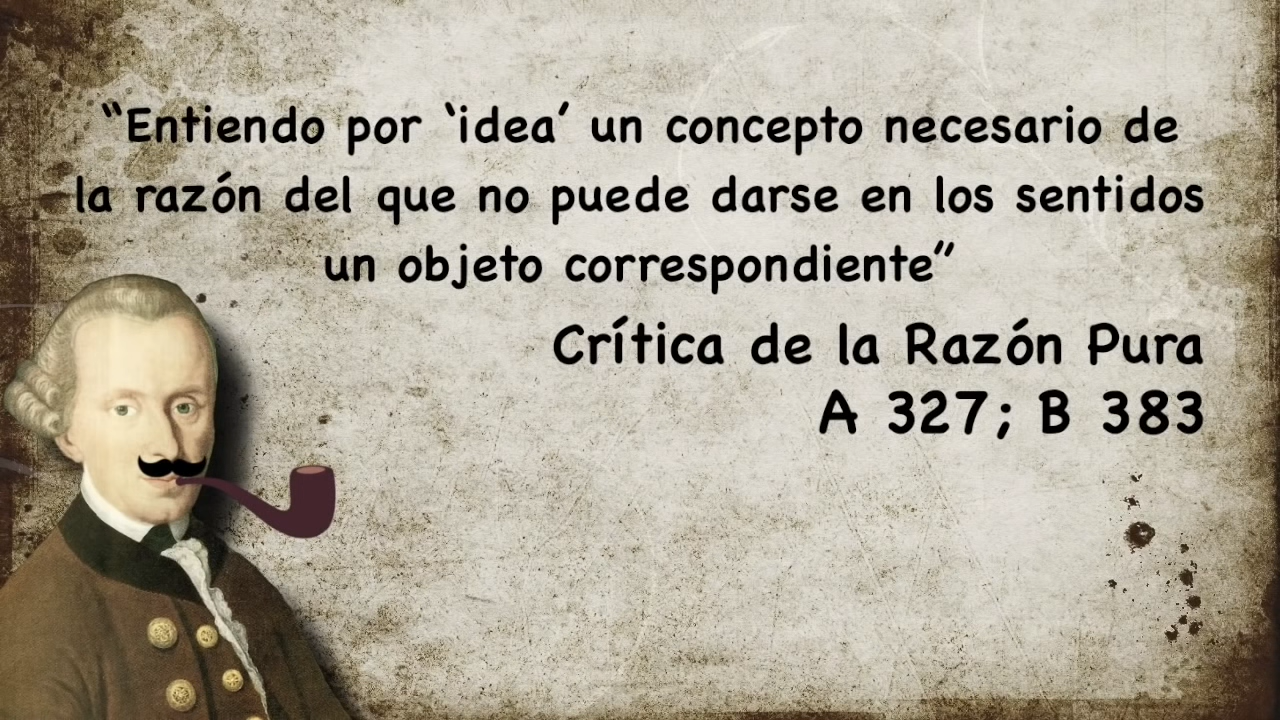 “Entiendo por ‘idea’ un concepto necesario de
la razón del que no puede darse en los sentidos
un objeto correspondiente”
Crítica de la Razón Pura
A 327; B 383